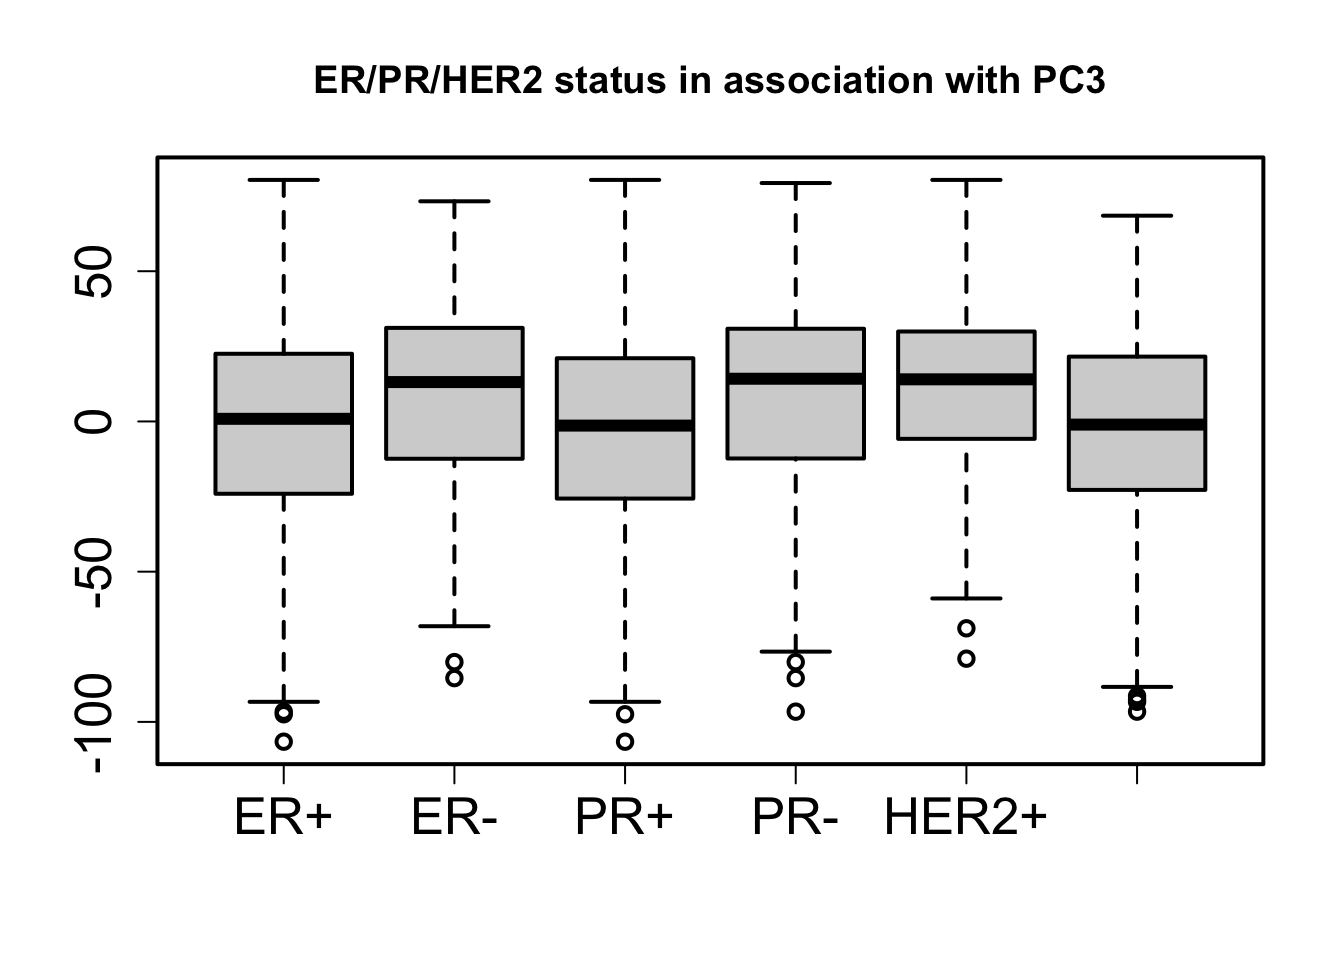 ER/PR/HER2 status in association with PC3
50
0
-50
-100
ER+ ER- PR+ PR- HER2+